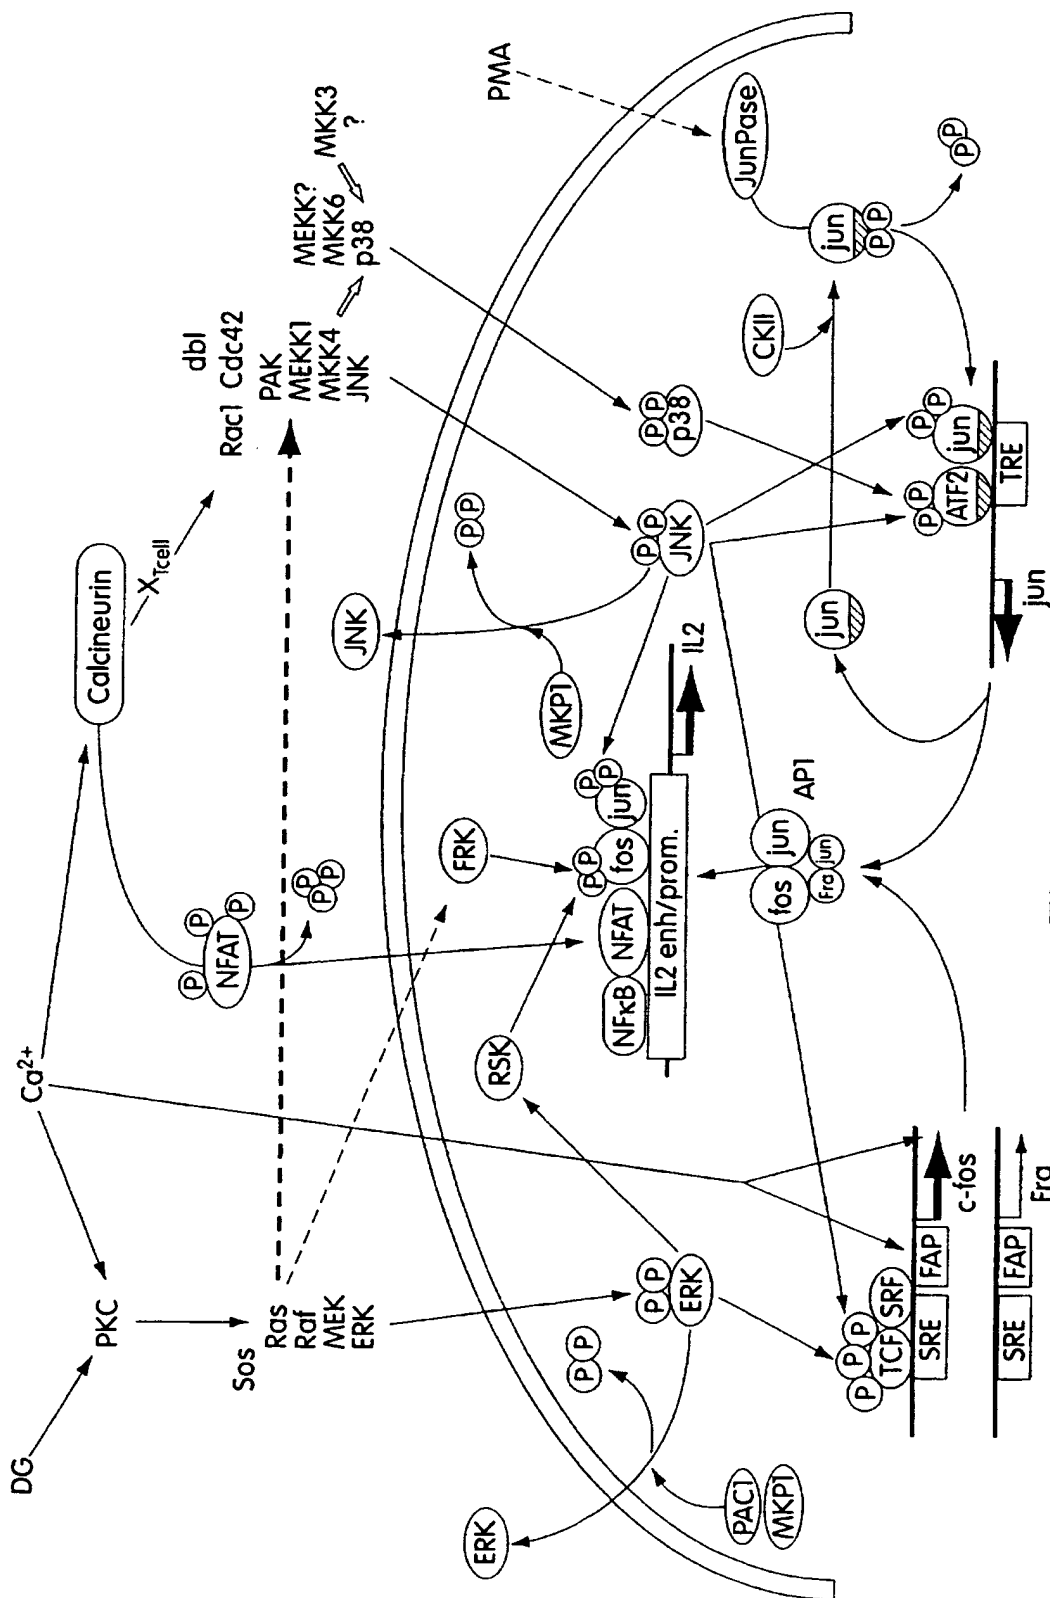 DG
PKC
Ca2+
Calcineurin
XTcell
Sos
Ras
Raf
MEK
ERK
P
P
P
NFAT
P
P
P
dbl
Rac1 Cdc42
PAK
MEKK1
MKK4
JNK
MEKK?
MKK6
p38
MKK3
?
PMA
ERK
JNK
P
P
PAC1
MKP1
P
P
ERK
RSK
FRK
MKP1
P
P
P
P
JNK
P
P
p38
JunPase
NFκB
NFAT
P
P
fos
jun
P
P
IL2 enh/prom.
IL2
CKII
jun
P
P
P
P
fos
jun
AP1
Fra
jun
jun
P
P
P
TCF
SRF
SRE
FAP
c-fos
SRE
FAP
Fra
P
P
ATF2
P
P
jun
TRE
jun